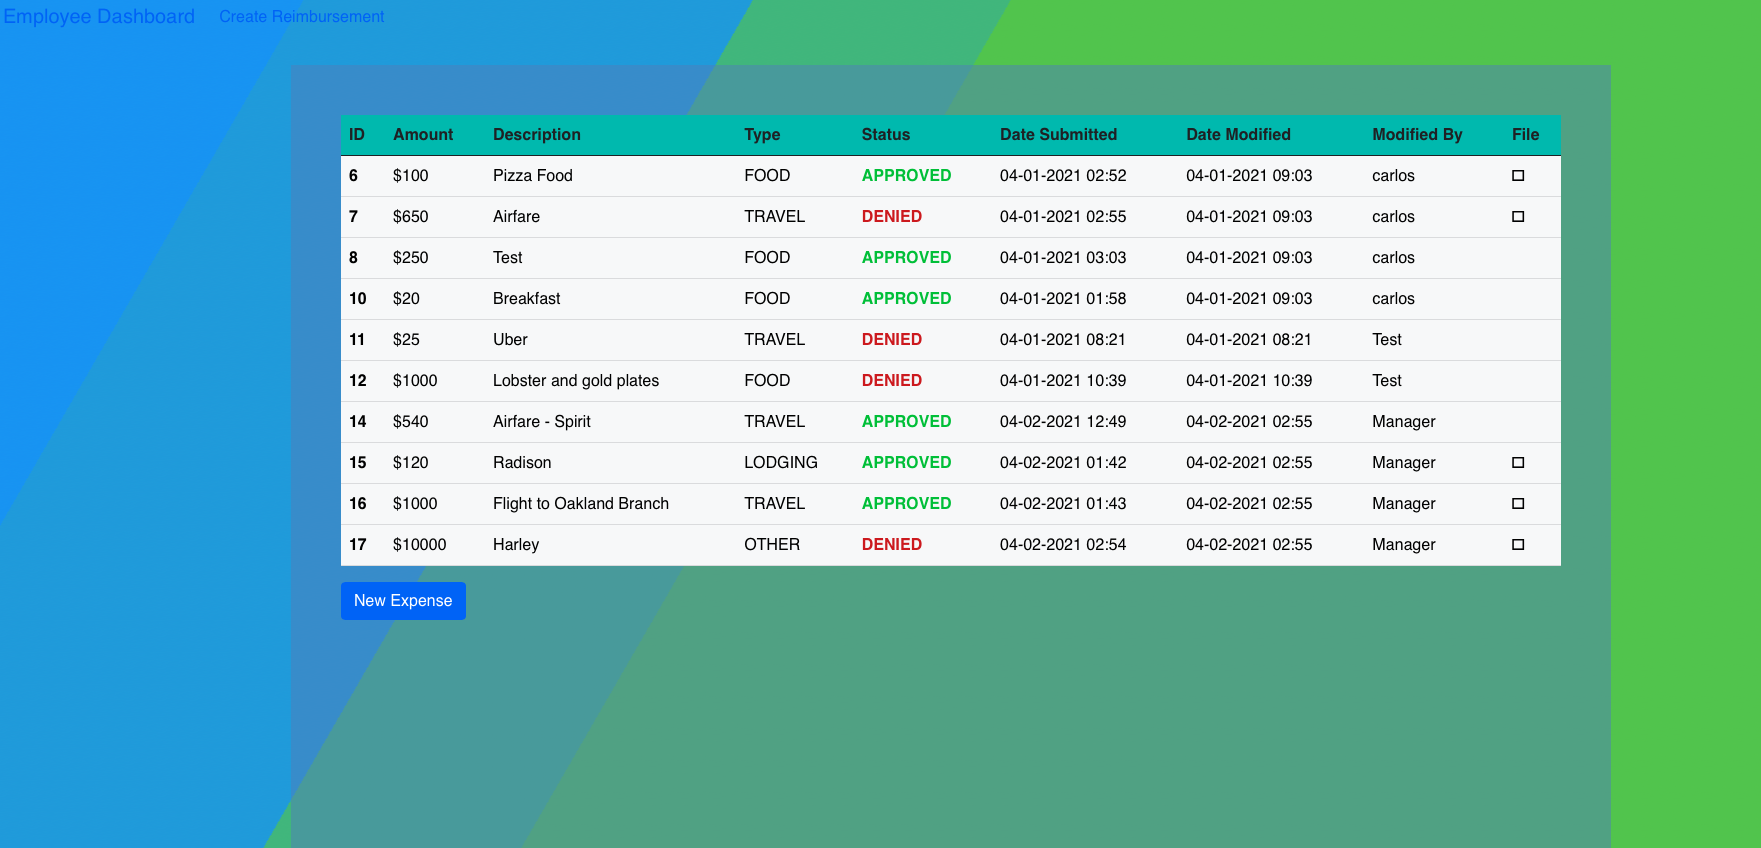 Employee Dashboard Create Reimbursement
ID Amount Description Type Status Date Submitted Date Modified Modified By File
6 $100 Pizza Food FOOD APPROVED 04-01-2021 02:52 04-01-2021 09:03 carlos
7 $650 Airfare TRAVEL DENIED 04-01-2021 02:55 04-01-2021 09:03 carlos
8 $250 Test FOOD APPROVED 04-01-2021 03:03 04-01-2021 09:03 carlos
10 $20 Breakfast FOOD APPROVED 04-01-2021 01:58 04-01-2021 09:03 carlos
11 $25 Uber TRAVEL DENIED 04-01-2021 08:21 04-01-2021 08:21 Test
12 $1000 Lobster and gold plates FOOD DENIED 04-01-2021 10:39 04-01-2021 10:39 Test
14 $540 Airfare - Spirit TRAVEL APPROVED 04-02-2021 12:49 04-02-2021 02:55 Manager
15 $120 Radison LODGING APPROVED 04-02-2021 01:42 04-02-2021 02:55 Manager
16 $1000 Flight to Oakland Branch TRAVEL APPROVED 04-02-2021 01:43 04-02-2021 02:55 Manager
17 $10000 Harley OTHER DENIED 04-02-2021 02:54 04-02-2021 02:55 Manager
New Expense